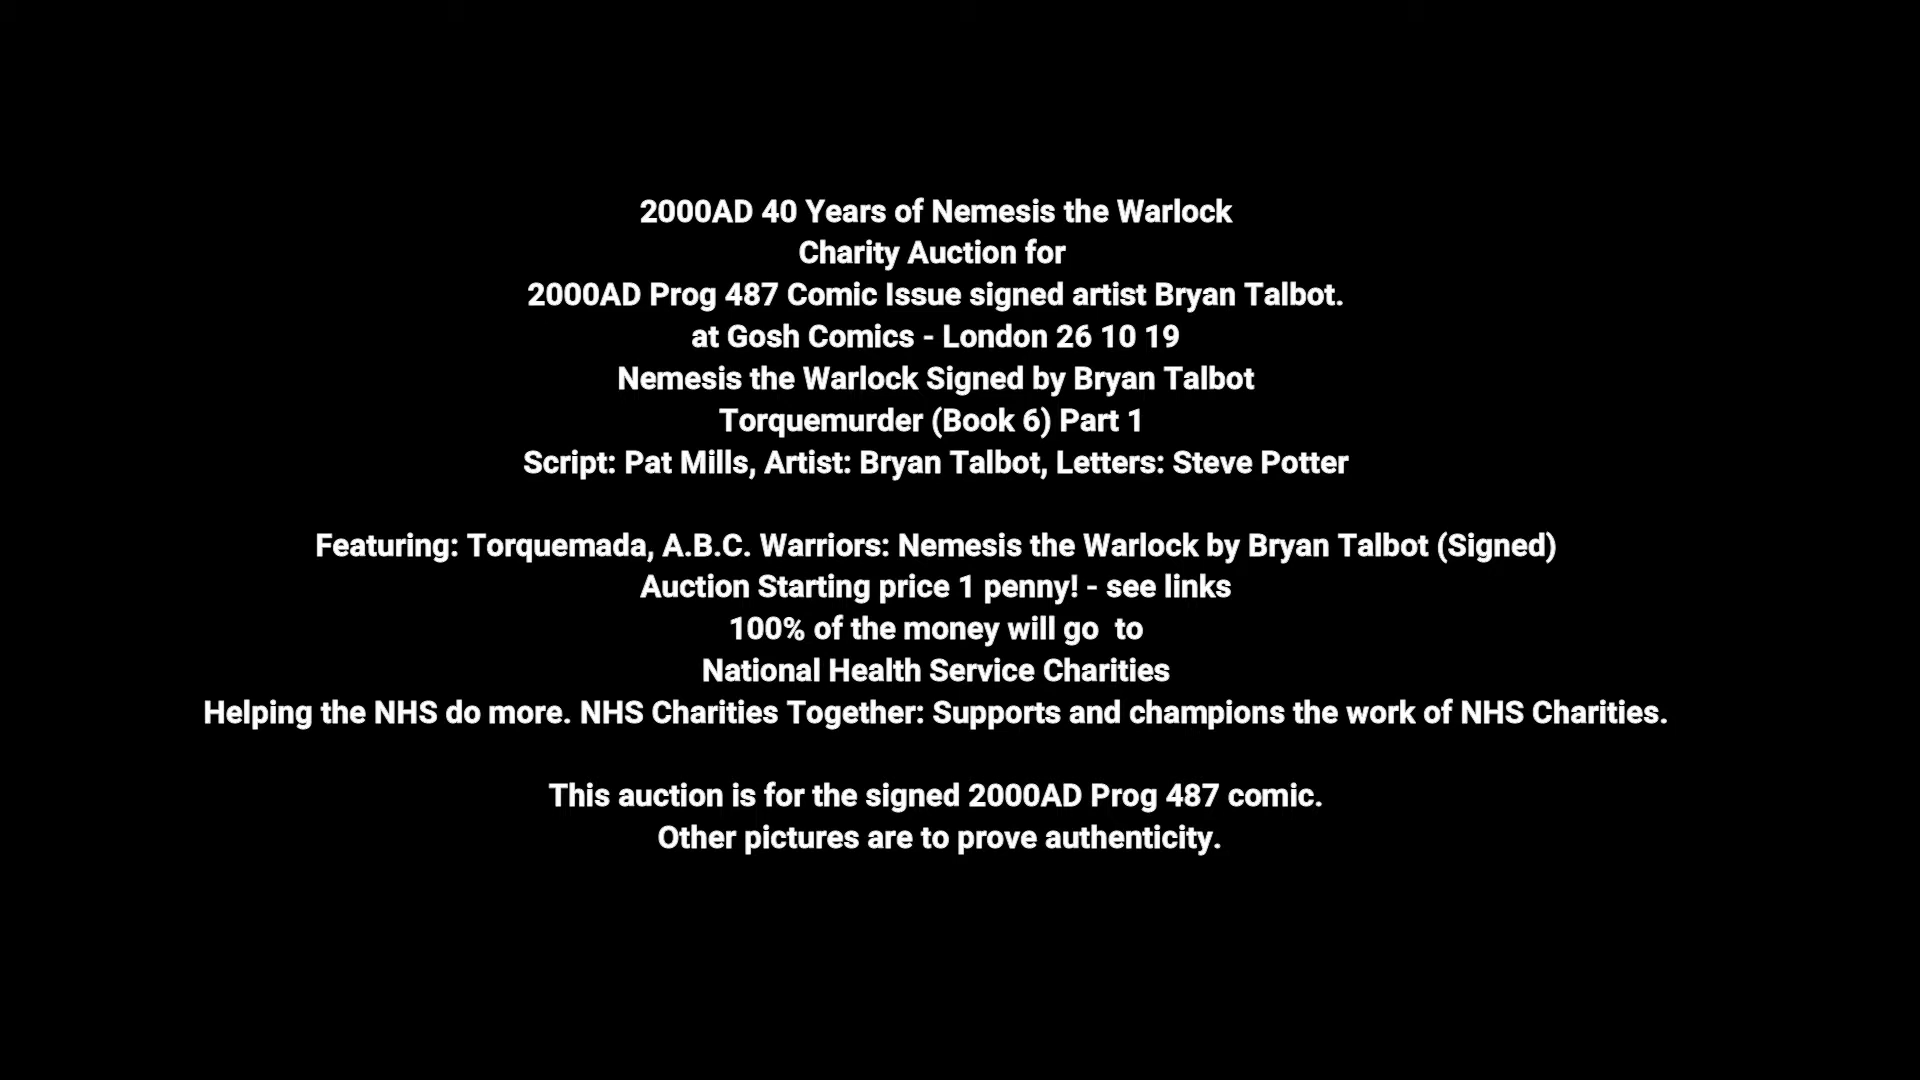 2000AD 40 Years of Nemesis the Warlock
Charity Auction for
2000AD Prog 487 Comic Issue signed artist Bryan Talbot.
at Gosh Comics - London 26 10 19
Nemesis the Warlock Signed by Bryan Talbot
Torquemurder (Book 6) Part 1
Script: Pat Mills, Artist: Bryan Talbot, Letters: Steve Potter
Featuring: Torquemada, A.B.C. Warriors: Nemesis the Warlock by Bryan Talbot (Signed)
Auction Starting price 1 penny! - see links
100% of the money will go  to
National Health Service Charities
Helping the NHS do more. NHS Charities Together: Supports and champions the work of NHS Charities.
This auction is for the signed 2000AD Prog 487 comic.
Other pictures are to prove authenticity.